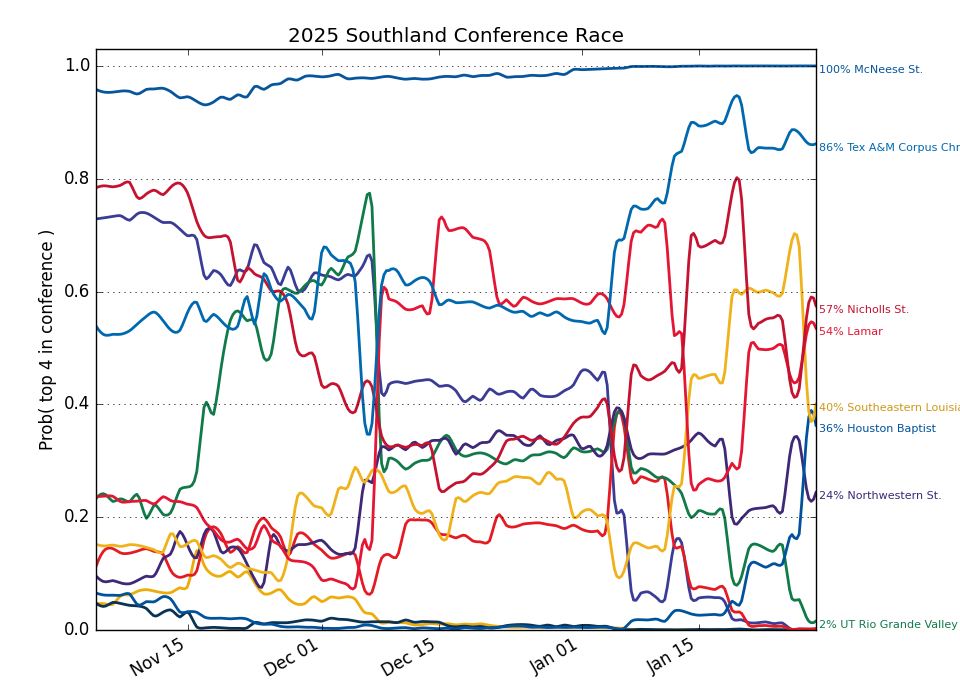 2025 Southland Conference Race
Prob( top 4 in conference )
1.0
0.8
0.6
0.4
0.2
0.0
Nov 15
Dec 01
Dec 15
Jan 01
Jan 15
100% McNeese St.
86% Tex A&M Corpus Chr
57% Nicholls St.
54% Lamar
40% Southeastern Louisia
36% Houston Baptist
24% Northwestern St.
2% UT Rio Grande Valley